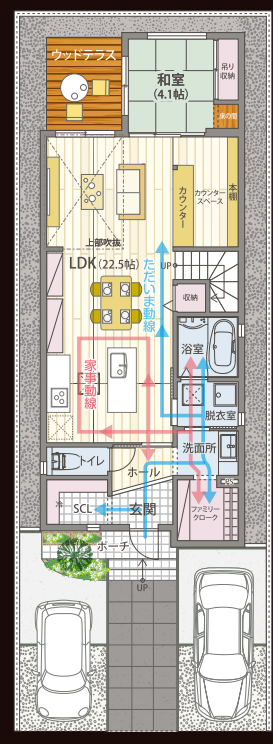 ウッドテラス
和室
(4.1帖)
吊り
収納
床の間
カウンター
カウンター
スペース
本棚
上部吹抜
LDK(22.5帖)
ただいま動線
UP
収納
家事動線
浴室
脱衣室
洗面所
トイレ
ホール
SCL
玄関
ファミリー
クローク
ポーチ
UP